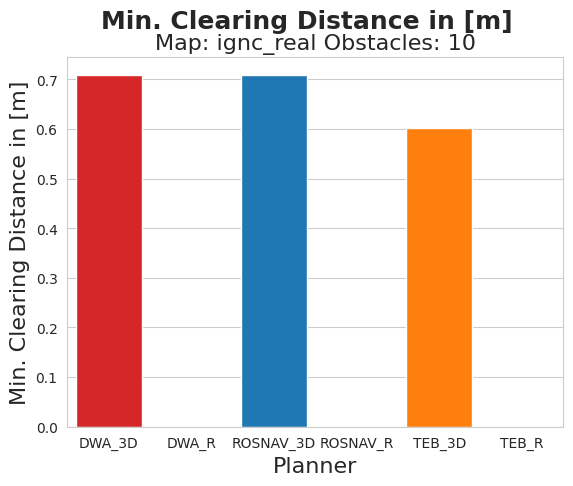 Min. Clearing Distance in [m]
Map: ignc_real Obstacles: 10
Min. Clearing Distance in [m]
0.7
0.6
0.5
0.4
0.3
0.2
0.1
0.0
DWA_3D DWA_R ROSNAV_3D ROSNAV_R TEB_3D TEB_R
Planner